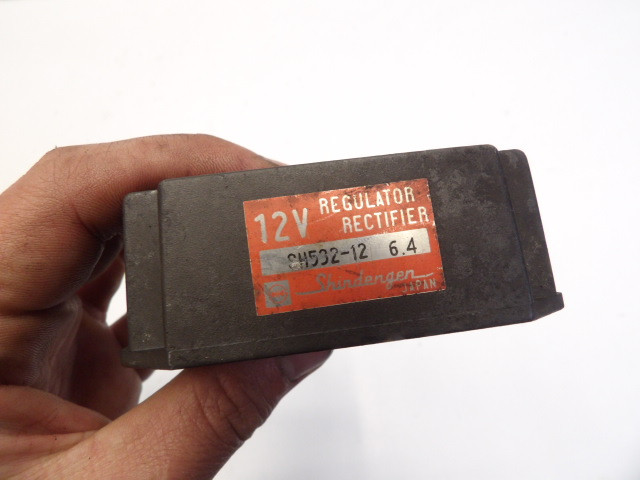 12V REGULATOR
RECTIFIER
SH532-12 6.4
Shindengen
JAPAN